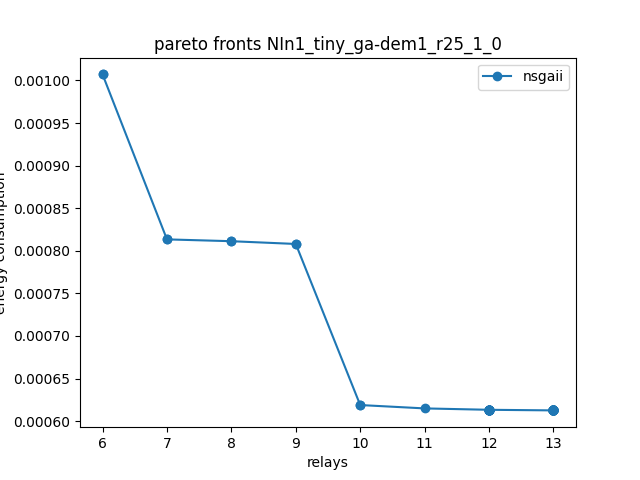 pareto fronts NIn1_tiny_ga-dem1_r25_1_0
nsgaii
0.00100
0.00095
0.00090
0.00085
0.00080
0.00075
0.00070
0.00065
0.00060
energy consumption
6 7 8 9 10 11 12 13
relays